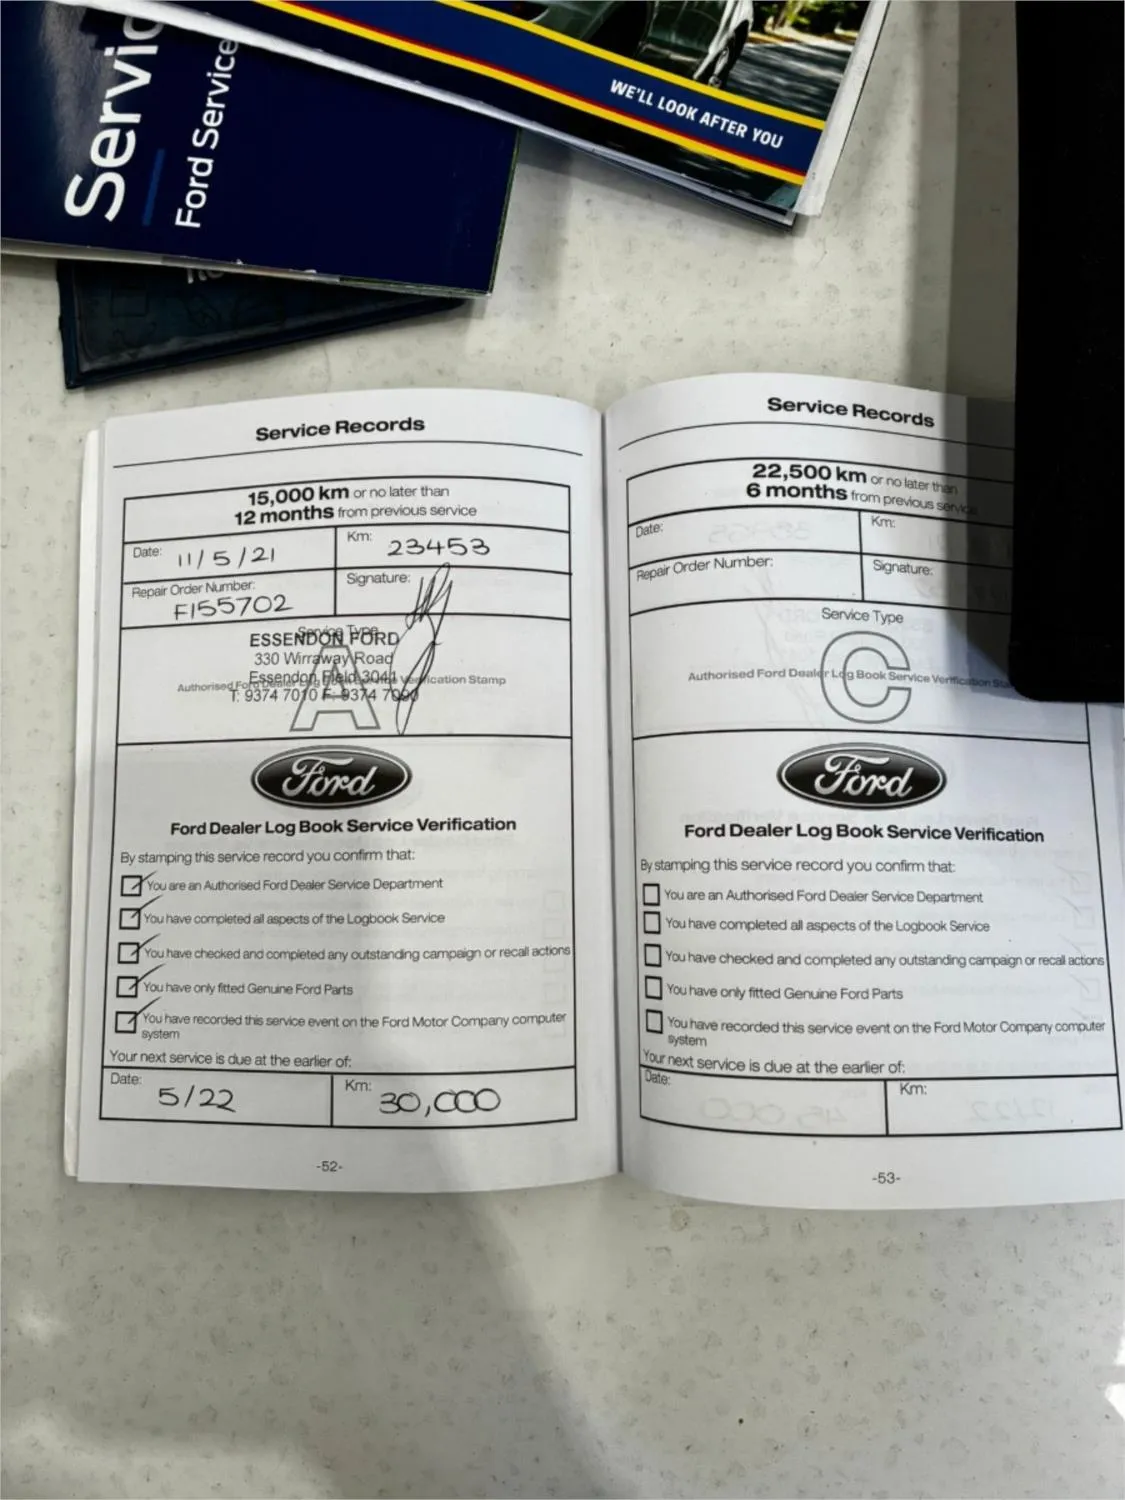 Servic
Ford Service
WE'LL LOOK AFTER YOU
Service Records
15,000 km or no later than
12 months from previous service
Date: 11/5/21
Km: 23453
Repair Order Number: F155702
Signature:
Service Type
A
ESSENDON FORD
330 Wirraway Road
Essendon Field 3041
Authorised Ford Dealer Log Book Service Verification Stamp
T: 9374 7010 F: 9374 7090
Ford
Ford Dealer Log Book Service Verification
By stamping this service record you confirm that:
You are an Authorised Ford Dealer Service Department
You have completed all aspects of the Logbook Service
You have checked and completed any outstanding campaign or recall actions
You have only fitted Genuine Ford Parts
You have recorded this service event on the Ford Motor Company computer
system
Your next service is due at the earlier of:
Date: 5/22
Km: 30,000
-52-
Service Records
22,500 km or no later than
6 months from previous service
Date:
Km:
Repair Order Number:
Signature:
Service Type
C
Authorised Ford Dealer Log Book Service Verification
Ford
Ford Dealer Log Book Service Verification
By stamping this service record you confirm that:
You are an Authorised Ford Dealer Service Department
You have completed all aspects of the Logbook Service
You have checked and completed any outstanding campaign or recall actions
You have only fitted Genuine Ford Parts
You have recorded this service event on the Ford Motor Company computer
system
Your next service is due at the earlier of:
Date:
Km:
-53-